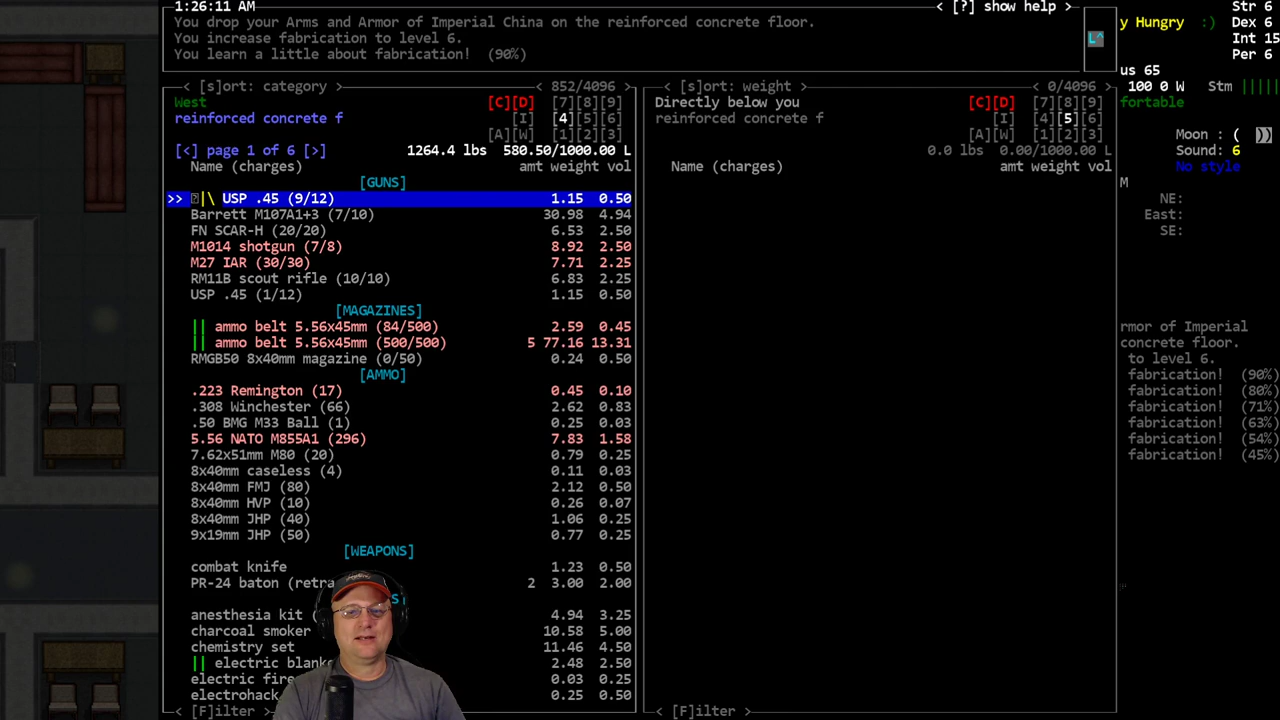 1:26:11 AM
< [?] show help >
You drop your Arms and Armor of Imperial China on the reinforced concrete floor.
You increase fabrication to level 6.
You learn a little about fabrication! (90%)
L^
y Hungry :)
Str 6
Dex 6
Int 15
Per 6
us 65
100 0 W Stm |||||
fortable
Moon : ( ))
Sound: 6
No style
M
NE:
East:
SE:
< [s]ort: category >
< 852/4096 >
West
[C][D] [7][8][9]
reinforced concrete f
[I] [4][5][6]
[A][W] [1][2][3]
[<] page 1 of 6 [>]
1264.4 lbs 580.50/1000.00 L
Name (charges) amt weight vol
[GUNS]
>> |\ USP .45 (9/12) 1.15 0.50
Barrett M107A1+3 (7/10) 30.98 4.94
FN SCAR-H (20/20) 6.53 2.50
M1014 shotgun (7/8) 8.92 2.50
M27 IAR (30/30) 7.71 2.25
RM11B scout rifle (10/10) 6.83 2.25
USP .45 (1/12) 1.15 0.50
[MAGAZINES]
|| ammo belt 5.56x45mm (84/500) 2.59 0.45
|| ammo belt 5.56x45mm (500/500) 5 77.16 13.31
RMGB50 8x40mm magazine (0/50) 0.24 0.50
[AMMO]
.223 Remington (17) 0.45 0.10
.308 Winchester (66) 2.62 0.83
.50 BMG M33 Ball (1) 0.25 0.03
5.56 NATO M855A1 (296) 7.83 1.58
7.62x51mm M80 (20) 0.79 0.25
8x40mm caseless (4) 0.11 0.03
8x40mm FMJ (80) 2.12 0.50
8x40mm HVP (10) 0.26 0.07
8x40mm JHP (40) 1.06 0.25
9x19mm JHP (50) 0.77 0.25
[WEAPONS]
combat knife 1.23 0.50
PR-24 baton (retra 2 3.00 2.00
S]
anesthesia kit ( 4.94 3.25
charcoal smoker 10.58 5.00
chemistry set 11.46 4.50
|| electric blank 2.48 2.50
electric fire 0.03 0.25
electrohack 0.25 0.50
< [F]ilter >
< [s]ort: weight >
< 0/4096 >
Directly below you
[C][D] [7][8][9]
reinforced concrete f
[I] [4][5][6]
[A][W] [1][2][3]
0.0 lbs 0.00/1000.00 L
Name (charges) amt weight vol
< [F]ilter >
rmor of Imperial
concrete floor.
to level 6.
fabrication! (90%)
fabrication! (80%)
fabrication! (71%)
fabrication! (63%)
fabrication! (54%)
fabrication! (45%)